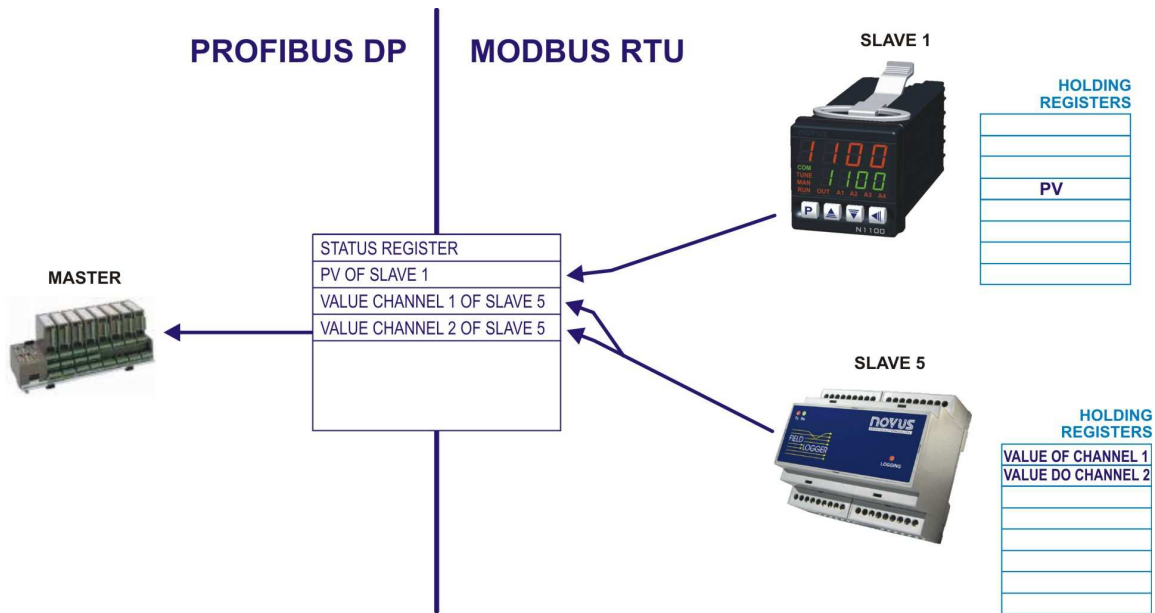 PROFIBUS DP
MODBUS RTU
SLAVE 1
HOLDING
REGISTERS
PV
1100
COM
TUNE
MAN
RUN
1100
OUT A1 A2 A3 A4
P
N1100
STATUS REGISTER
PV OF SLAVE 1
VALUE CHANNEL 1 OF SLAVE 5
VALUE CHANNEL 2 OF SLAVE 5
MASTER
SLAVE 5
NOVUS
FIELD
LOGGER
LOGGING
HOLDING
REGISTERS
VALUE OF CHANNEL 1
VALUE DO CHANNEL 2